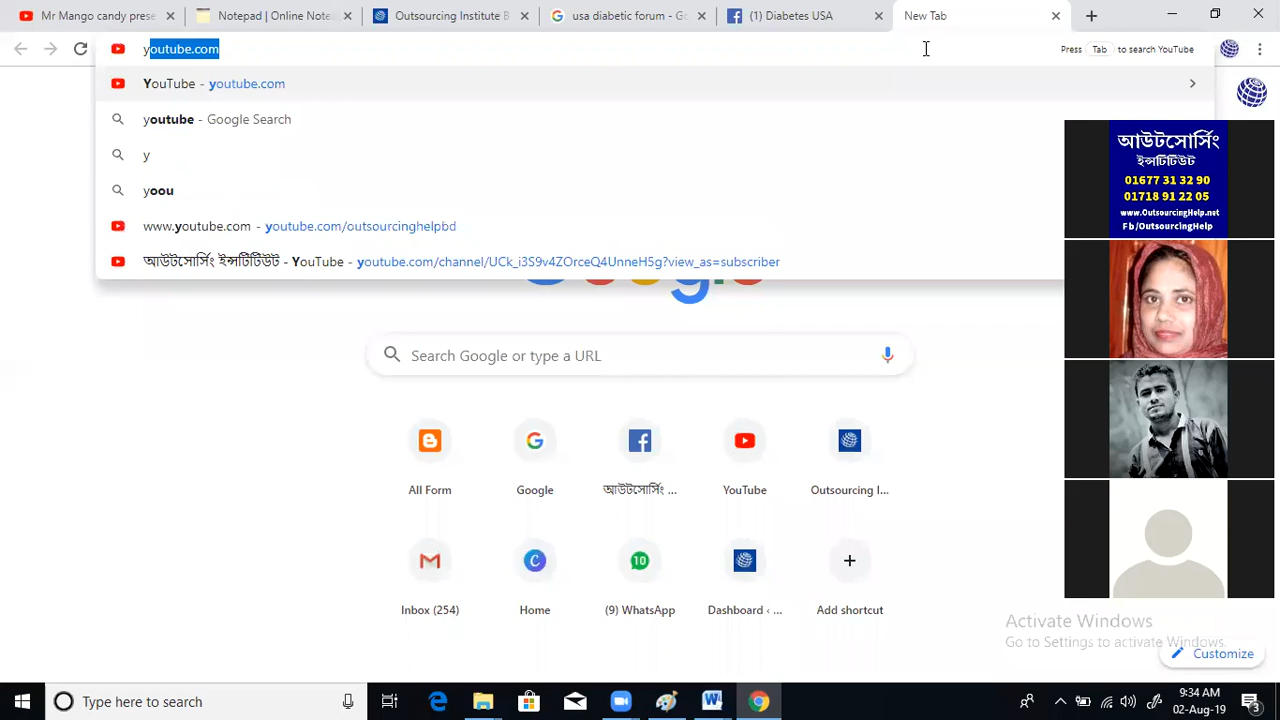 Mr Mango candy prese
Notepad | Online Note
Outsourcing Institute B
usa diabetic forum - Go
(1) Diabetes USA
New Tab
youtube.com
Press Tab to search YouTube
YouTube - youtube.com
youtube - Google Search
y
yoou
www.youtube.com - youtube.com/outsourcinghelpbd
আউটসোর্সিং ইন্সটিটিউট - YouTube - youtube.com/channel/UCk_i3S9v4ZOrceQ4UnneH5g?view_as=subscriber
আউটসোর্সিং
ইন্সটিটিউট
01677 31 32 90
01718 91 22 05
www.OutsourcingHelp.net
Fb/OutsourcingHelp
Search Google or type a URL
All Form
Google
আউটসোর্সিং ...
YouTube
Outsourcing I...
Inbox (254)
Home
10
(9) WhatsApp
Dashboard ‹ ...
Add shortcut
Activate Windows
Go to Settings to activate Windows.
Customize
Type here to search
9:34 AM
02-Aug-19
3